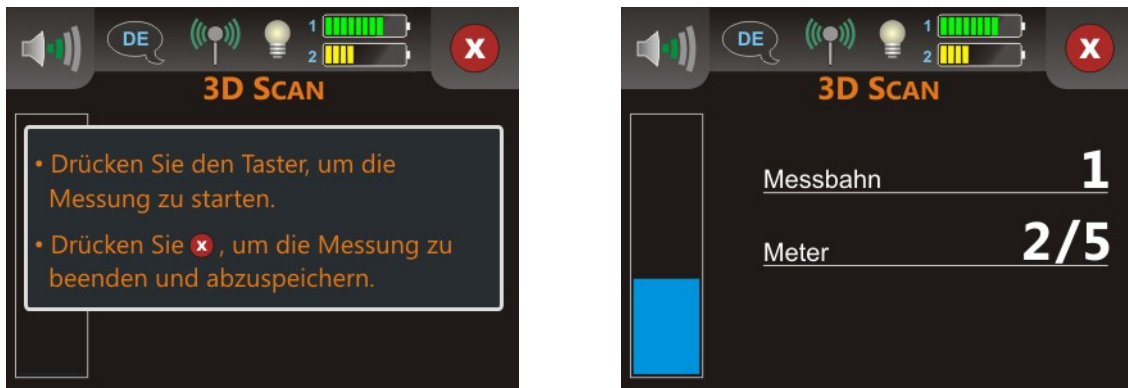 DE
1
2
X
3D SCAN
• Drücken Sie den Taster, um die
Messung zu starten.
• Drücken Sie x , um die Messung zu
beenden und abzuspeichern.
DE
1
2
X
3D SCAN
Messbahn 1
Meter 2/5